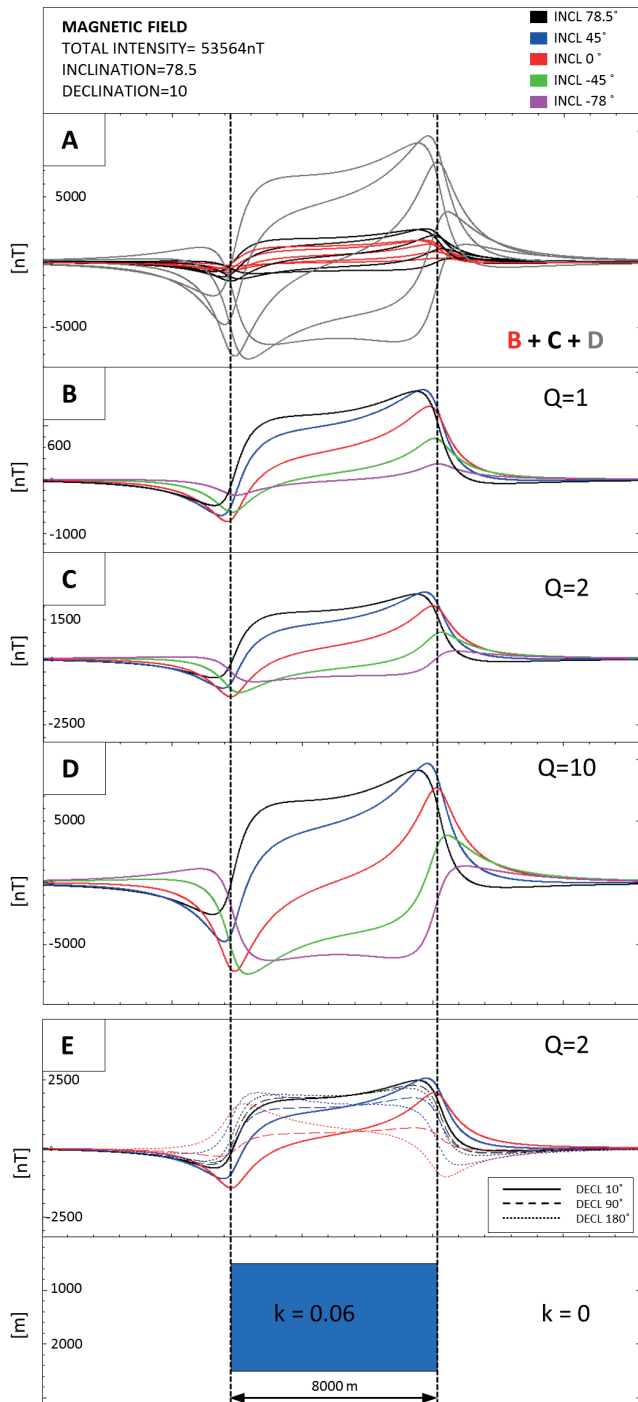 MAGNETIC FIELD
TOTAL INTENSITY= 53564nT
INCLINATION=78.5
DECLINATION=10
INCL 78.5°
INCL 45°
INCL 0 °
INCL -45 °
INCL -78 °
A
5000
-5000
[nT]
B + C + D
B
Q=1
600
-1000
[nT]
C
Q=2
1500
-2500
[nT]
D
Q=10
5000
-5000
[nT]
E
Q=2
2500
-2500
[nT]
DECL 10°
DECL 90°
DECL 180°
1000
2000
[m]
k = 0.06
k = 0
8000 m